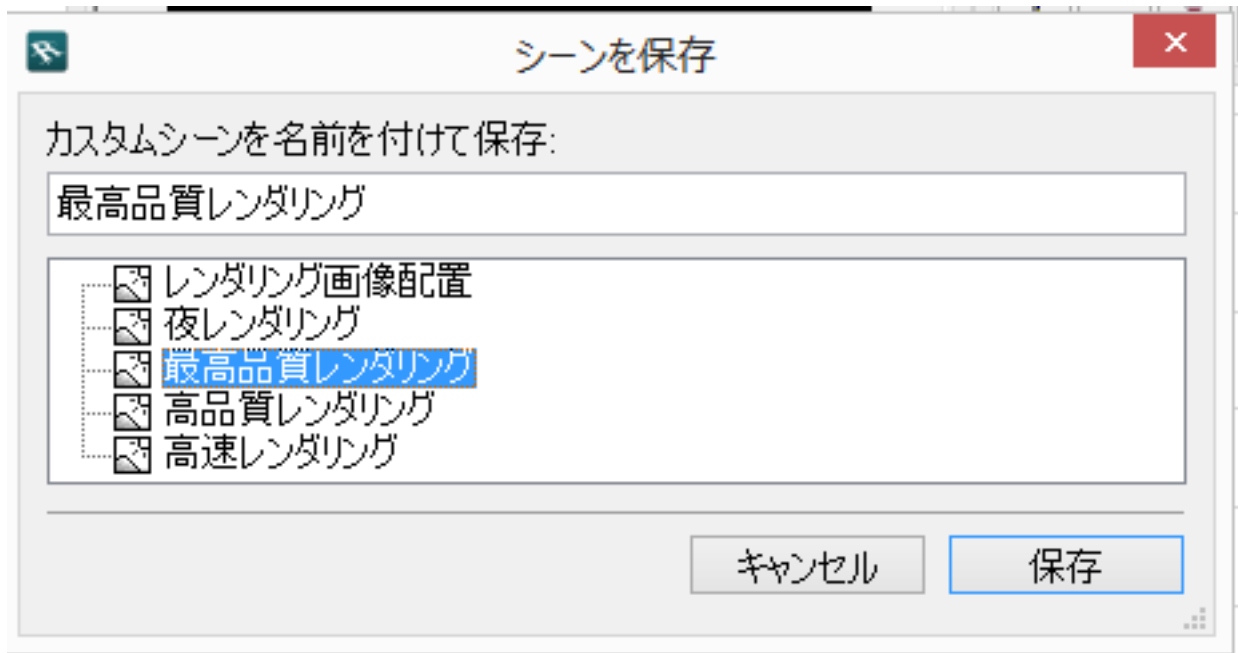 シーンを保存
カスタムシーンを名前を付けて保存:
最高品質レンダリング
レンダリング画像配置
夜レンダリング
最高品質レンダリング
高品質レンダリング
高速レンダリング
キャンセル
保存